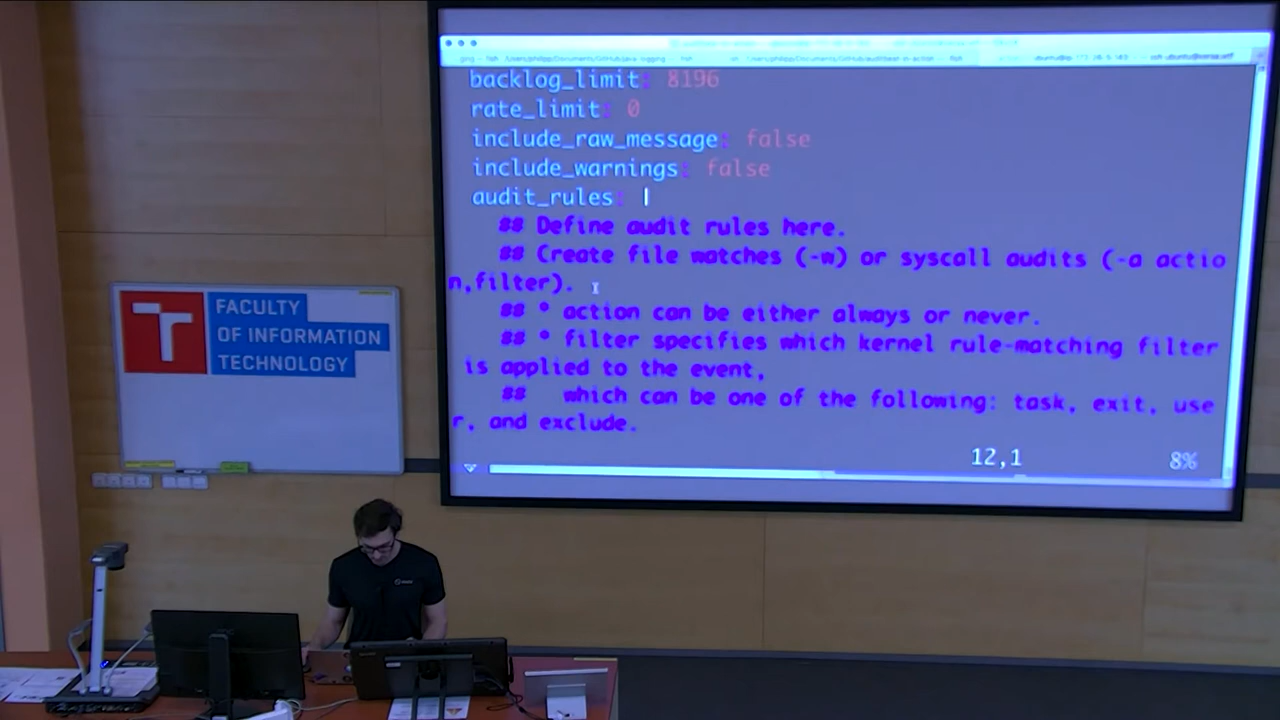 backlog_limit: 8196
rate_limit: 0
include_raw_message: false
include_warnings: false
audit_rules: |
## Define audit rules here.
## Create file watches (-w) or syscall audits (-a actio
n,filter).
## * action can be either always or never.
## * filter specifies which kernel rule-matching filter
is applied to the event,
## which can be one of the following: task, exit, use
r, and exclude.
12,1 8%
FACULTY
OF INFORMATION
TECHNOLOGY